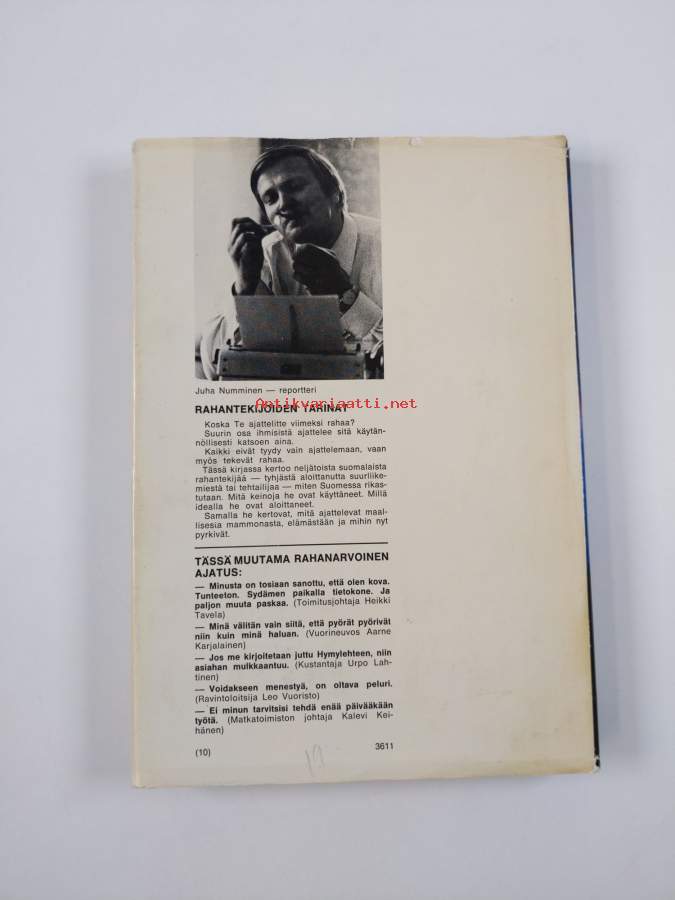 Juha Numminen — reportteri
Antikvariaatti.net
RAHANTEKIJÖIDEN TARINAT
Koska Te ajattelitte viimeksi rahaa?
Suurin osa ihmisistä ajattelee sitä käytän-
nöllisesti katsoen aina.
Kaikki eivät tyydy vain ajattelemaan, vaan
myös tekevät rahaa.
Tässä kirjassa kertoo neljätoista suomalaista
rahantekijää — tyhjästä aloittanutta suurliike-
miestä tai tehtailijaa — miten Suomessa rikas-
tutaan. Mitä keinoja he ovat käyttäneet. Millä
idealla he ovat aloittaneet.
Samalla he kertovat, mitä ajattelevat maal-
lisesta mammonasta, elämästään ja mihin nyt
pyrkivät.
TÄSSÄ MUUTAMA RAHANARVOINEN
AJATUS:
— Minusta on tosiaan sanottu, että olen kova.
Tunteeton. Sydämen paikalla tietokone. Ja
paljon muuta paskaa. (Toimitusjohtaja Heikki
Tavela)
— Minä välitän vain siitä, että pyörät pyörivät
niin kuin minä haluan. (Vuorineuvos Aarne
Karjalainen)
— Jos me kirjoitetaan juttu Hymylehteen, niin
asiahan mulkkaantuu. (Kustantaja Urpo Lah-
tinen)
— Voidakseen menestyä, on oltava peluri.
(Ravintoloitsija Leo Vuoristo)
— Ei minun tarvitsisi tehdä enää päivääkään
työtä. (Matkatoimiston johtaja Kalevi Kei-
hänen)
(10) 3611